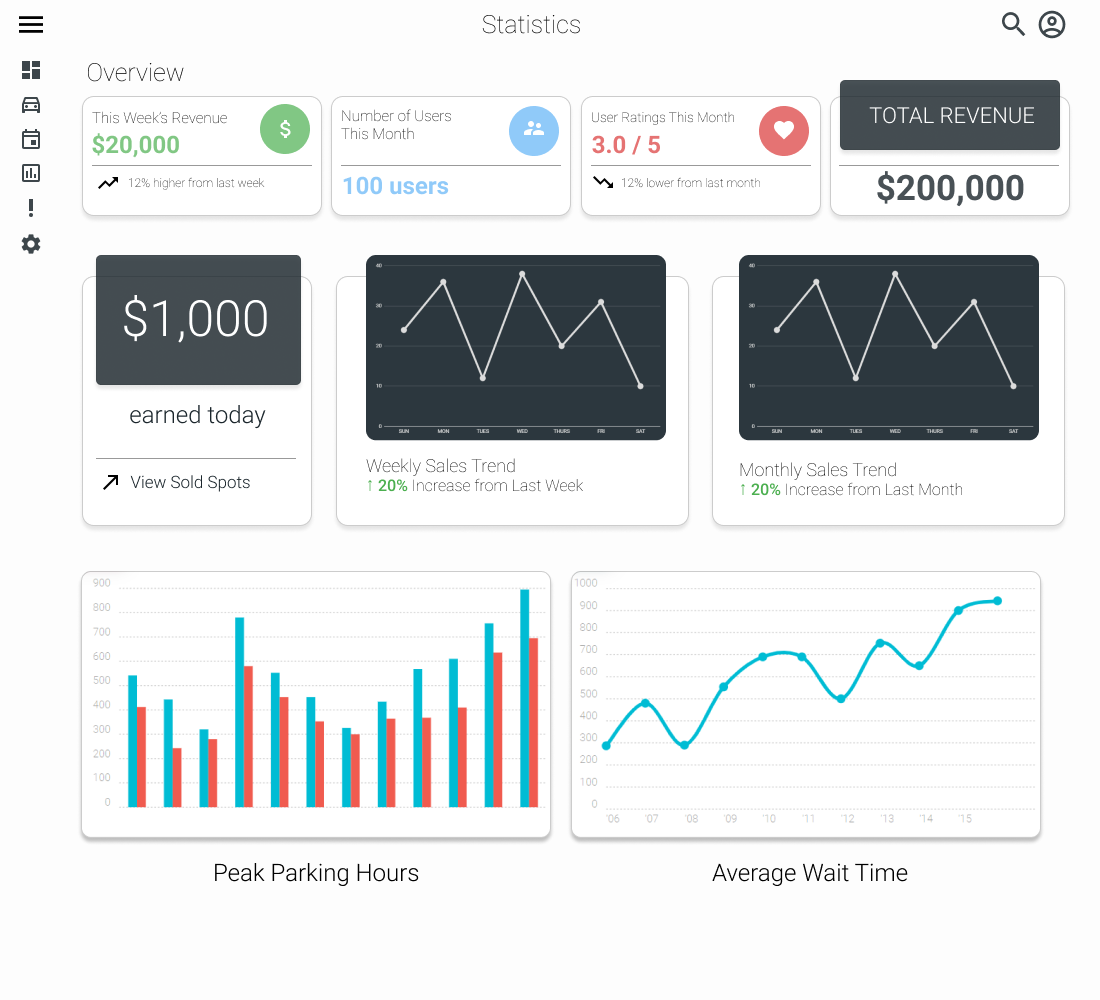 Statistics
Overview
This Week's Revenue
$20,000
12% higher from last week
Number of Users
This Month
100 users
User Ratings This Month
3.0 / 5
12% lower from last month
TOTAL REVENUE
$200,000
$1,000
earned today
View Sold Spots
40
30
20
10
0
SUN MON TUES WED THURS FRI SAT
Weekly Sales Trend
↑ 20% Increase from Last Week
40
30
20
10
0
SUN MON TUES WED THURS FRI SAT
Monthly Sales Trend
↑ 20% Increase from Last Month
900
800
700
600
500
400
300
200
100
0
Peak Parking Hours
1000
900
800
700
600
500
400
300
200
100
0
'06 '07 '08 '09 '10 '11 '12 '13 '14 '15
Average Wait Time